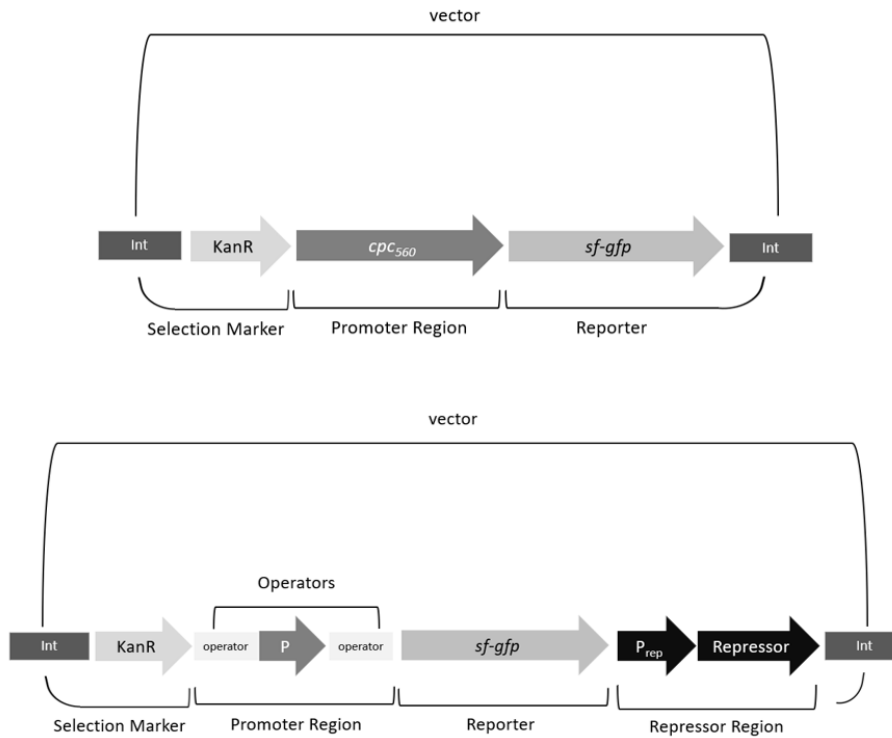 vector
Int KanR cpc560 sf-gfp Int
Selection Marker Promoter Region Reporter
vector
Operators
Int KanR operator P operator sf-gfp Prep Repressor Int
Selection Marker Promoter Region Reporter Repressor Region